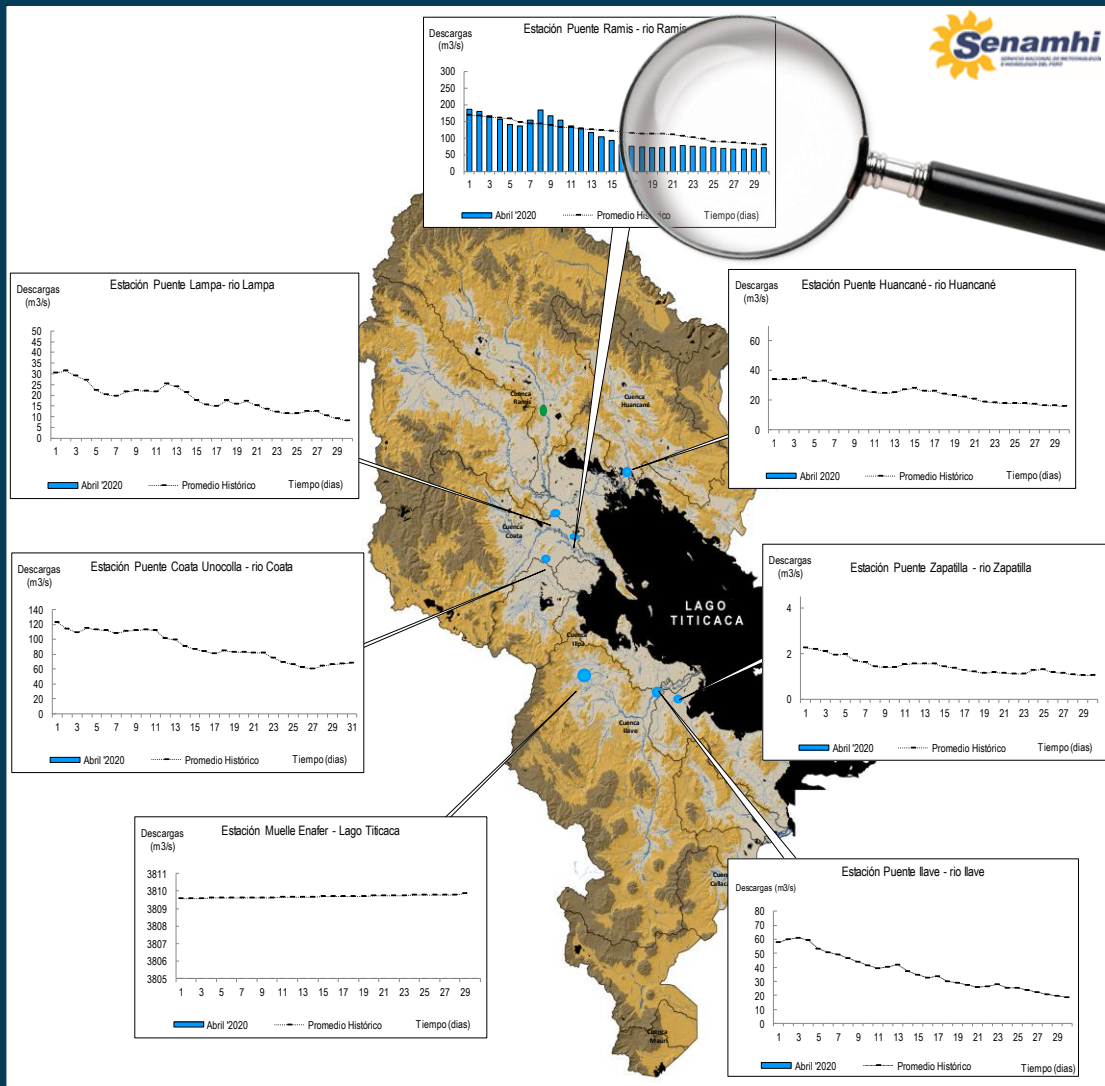 Senamhi
SERVICIO NACIONAL DE METEOROLOGÍA
E HIDROLOGÍA DEL PERÚ
Estación Puente Ramis - rio Ramis
Descargas
(m3/s)
300
250
200
150
100
50
0
1 3 5 7 9 11 13 15 17 19 21 23 25 27 29
Abril '2020 Promedio Histórico Tiempo (dias)
Estación Puente Lampa- rio Lampa
Descargas
(m3/s)
50
45
40
35
30
25
20
15
10
5
0
1 3 5 7 9 11 13 15 17 19 21 23 25 27 29
Abril '2020 Promedio Histórico Tiempo (dias)
Estación Puente Huancané - rio Huancané
Descargas
(m3/s)
60
40
20
0
1 3 5 7 9 11 13 15 17 19 21 23 25 27 29
Abril 2020 Promedio Histórico Tiempo (dias)
Cuenca
Ramis
Cuenca
Huancané
Cuenca
Coata
Estación Puente Coata Unocolla - rio Coata
Descargas
(m3/s)
140
120
100
80
60
40
20
0
1 3 5 7 9 11 13 15 17 19 21 23 25 27 29 31
Abril '2020 Promedio Histórico Tiempo (dias)
Estación Puente Zapatilla - rio Zapatilla
Descargas
(m3/s)
4
2
0
1 3 5 7 9 11 13 15 17 19 21 23 25 27 29
Abril '2020 Promedio Histórico Tiempo (dias)
LAGO
TITICACA
Cuenca
Illpa
Cuenca
Ilave
Estación Muelle Enafer - Lago Titicaca
Descargas
(m3/s)
3811
3810
3809
3808
3807
3806
3805
1 3 5 7 9 11 13 15 17 19 21 23 25 27 29
Abril '2020 Promedio Histórico Tiempo (dias)
Estación Puente Ilave - rio Ilave
Descargas (m3/s)
80
70
60
50
40
30
20
10
0
1 3 5 7 9 11 13 15 17 19 21 23 25 27 29
Abril '2020 Promedio Histórico Tiempo (dias)
Cuenca
Mauri